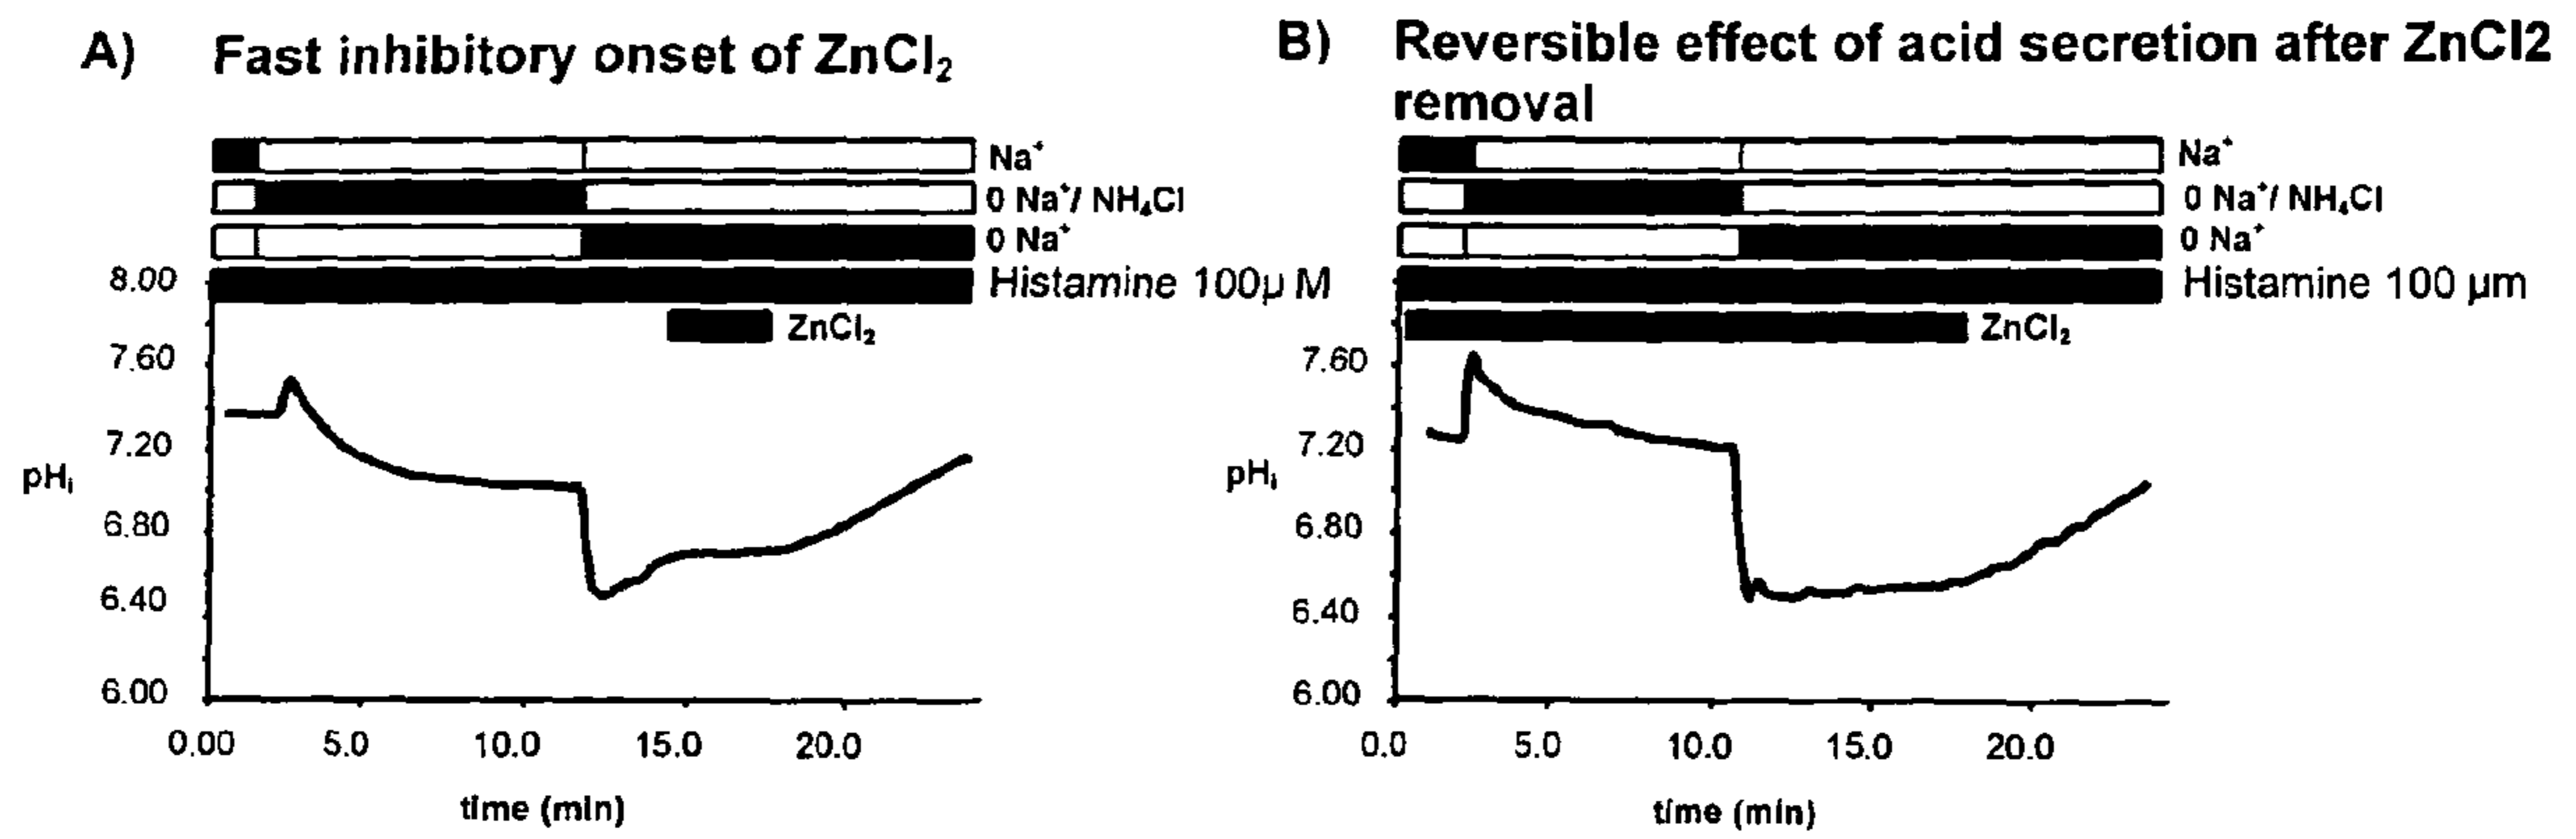 A) Fast inhibitory onset of ZnCl₂
Na⁺
0 Na⁺/ NH₄Cl
0 Na⁺
Histamine 100µ M
ZnCl₂
8.00
7.60
7.20
6.80
6.40
6.00
pHᵢ
0.00 5.0 10.0 15.0 20.0
time (min)
B) Reversible effect of acid secretion after ZnCl2
removal
Na⁺
0 Na⁺/ NH₄Cl
0 Na⁺
Histamine 100 µm
ZnCl₂
7.60
7.20
6.80
6.40
6.00
pHᵢ
0.0 5.0 10.0 15.0 20.0
time (min)